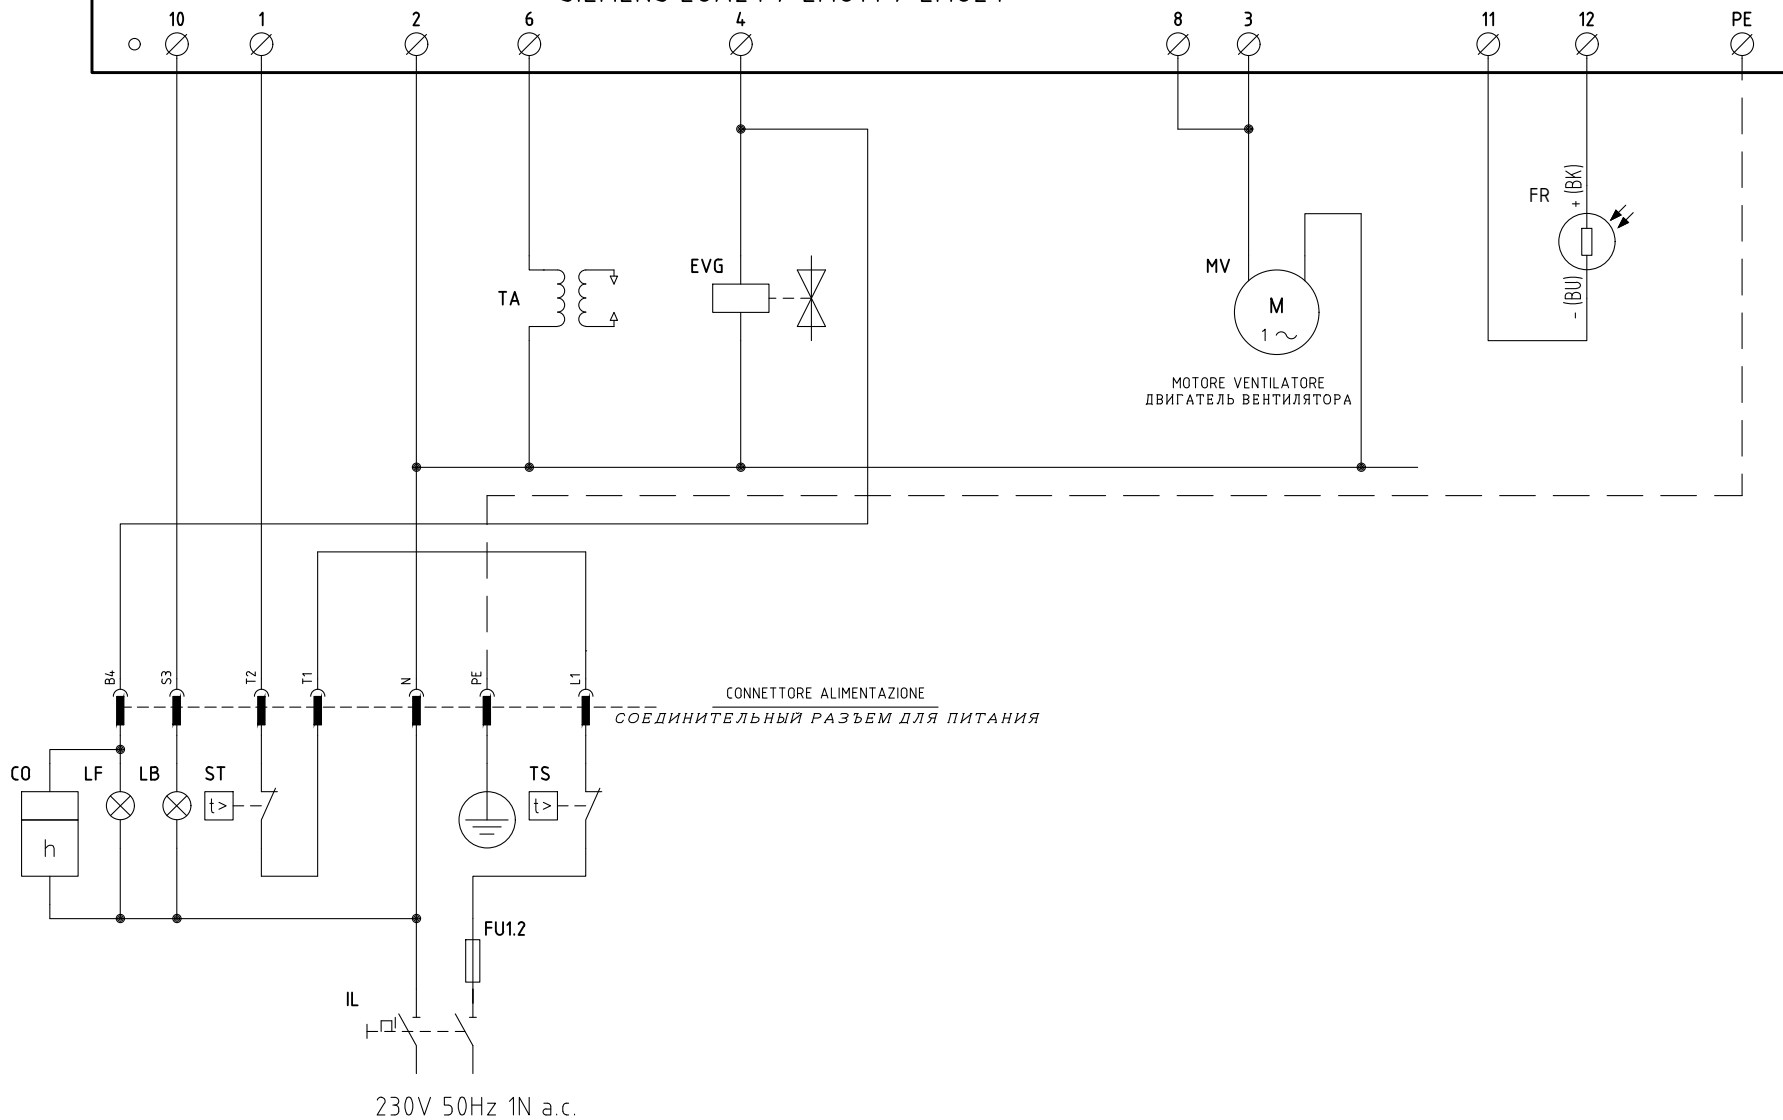 10 1 2 6 4 8 3 11 12 PE
FR
+ (BK)
- (BU)
EVG
MV
TA
M
1 ~
MOTORE VENTILATORE
ДВИГАТЕЛЬ ВЕНТИЛЯТОРА
B4 S3 T2 T1 N PE L1
CONNETTORE ALIMENTAZIONE
СОЕДИНИТЕЛЬНЫЙ РАЗЪЕМ ДЛЯ ПИТАНИЯ
CO LF LB ST TS
t> t>
h
FU1.2
IL
230V 50Hz 1N a.c.